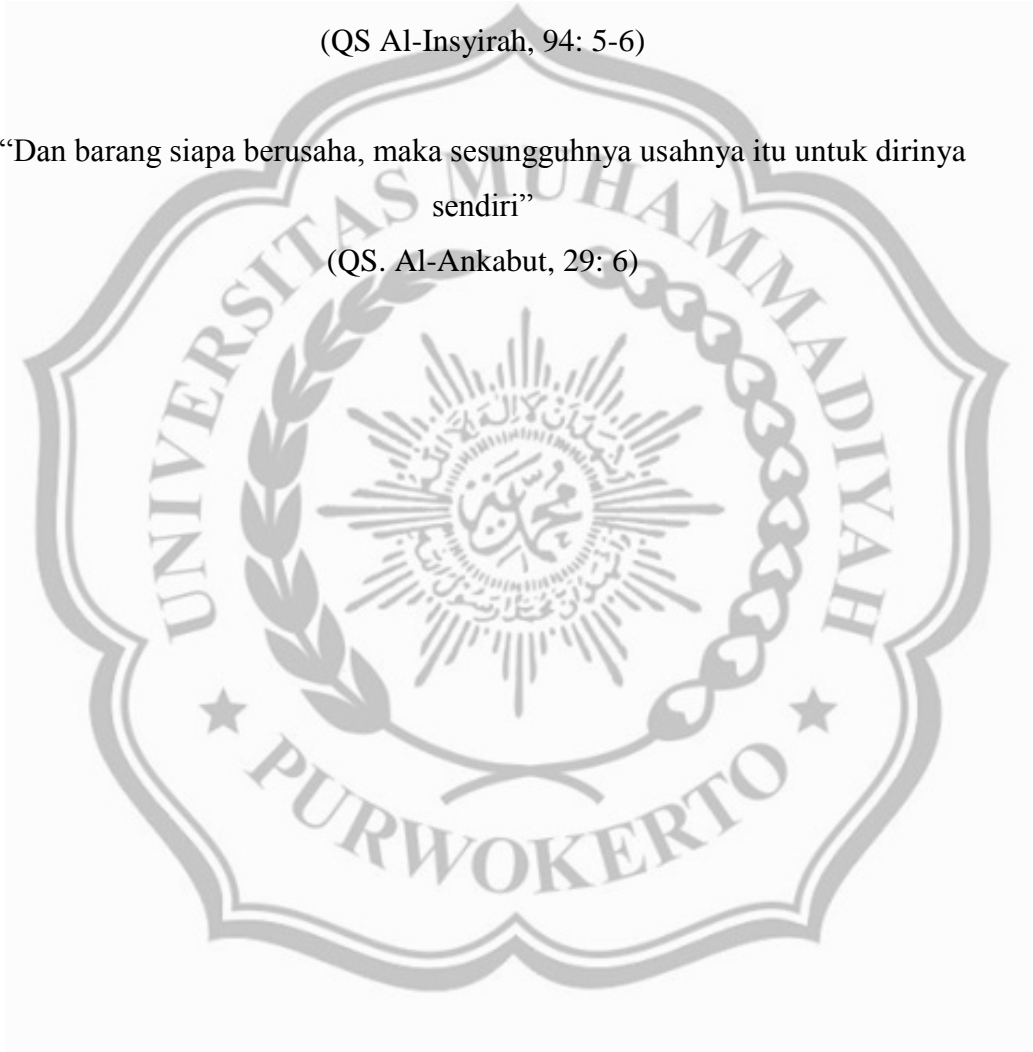 (QS Al-Insyirah, 94: 5-6)
“Dan barang siapa berusaha, maka sesungguhnya usahnya itu untuk dirinya
sendiri”
(QS. Al-Ankabut, 29: 6)
UNIVERSITAS MUHAMMADIYAH
PURWOKERTO
محمد